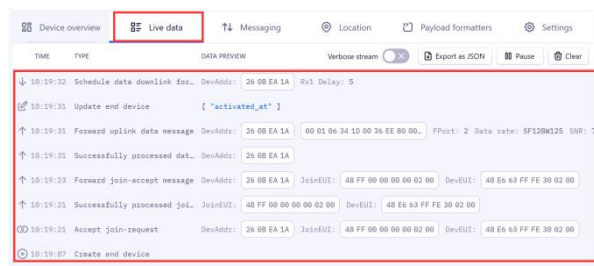 Device overview Live data Messaging Location Payload formatters Settings
TIME TYPE DATA PREVIEW Verbose stream Export as JSON Pause Clear
10:19:32 Schedule data downlink for… DevAddr: 26 0B EA 1A Rx1 Delay: 5
10:19:31 Update end device [ "activated_at" ]
10:19:31 Forward uplink data message DevAddr: 26 0B EA 1A 00 01 06 34 1D 00 36 EE 80 00… FPort: 2 Data rate: SF12BW125 SNR:
10:19:31 Successfully processed dat… DevAddr: 26 0B EA 1A
10:19:23 Forward join-accept message DevAddr: 26 0B EA 1A JoinEUI: 48 FF 00 00 00 00 02 00 DevEUI: 48 E6 63 FF FE 30 02 00
10:19:21 Successfully processed joi… JoinEUI: 48 FF 00 00 00 00 02 00 DevEUI: 48 E6 63 FF FE 30 02 00
10:19:21 Accept join-request DevAddr: 26 0B EA 1A JoinEUI: 48 FF 00 00 00 00 02 00 DevEUI: 48 E6 63 FF FE 30 02 00
10:19:07 Create end device